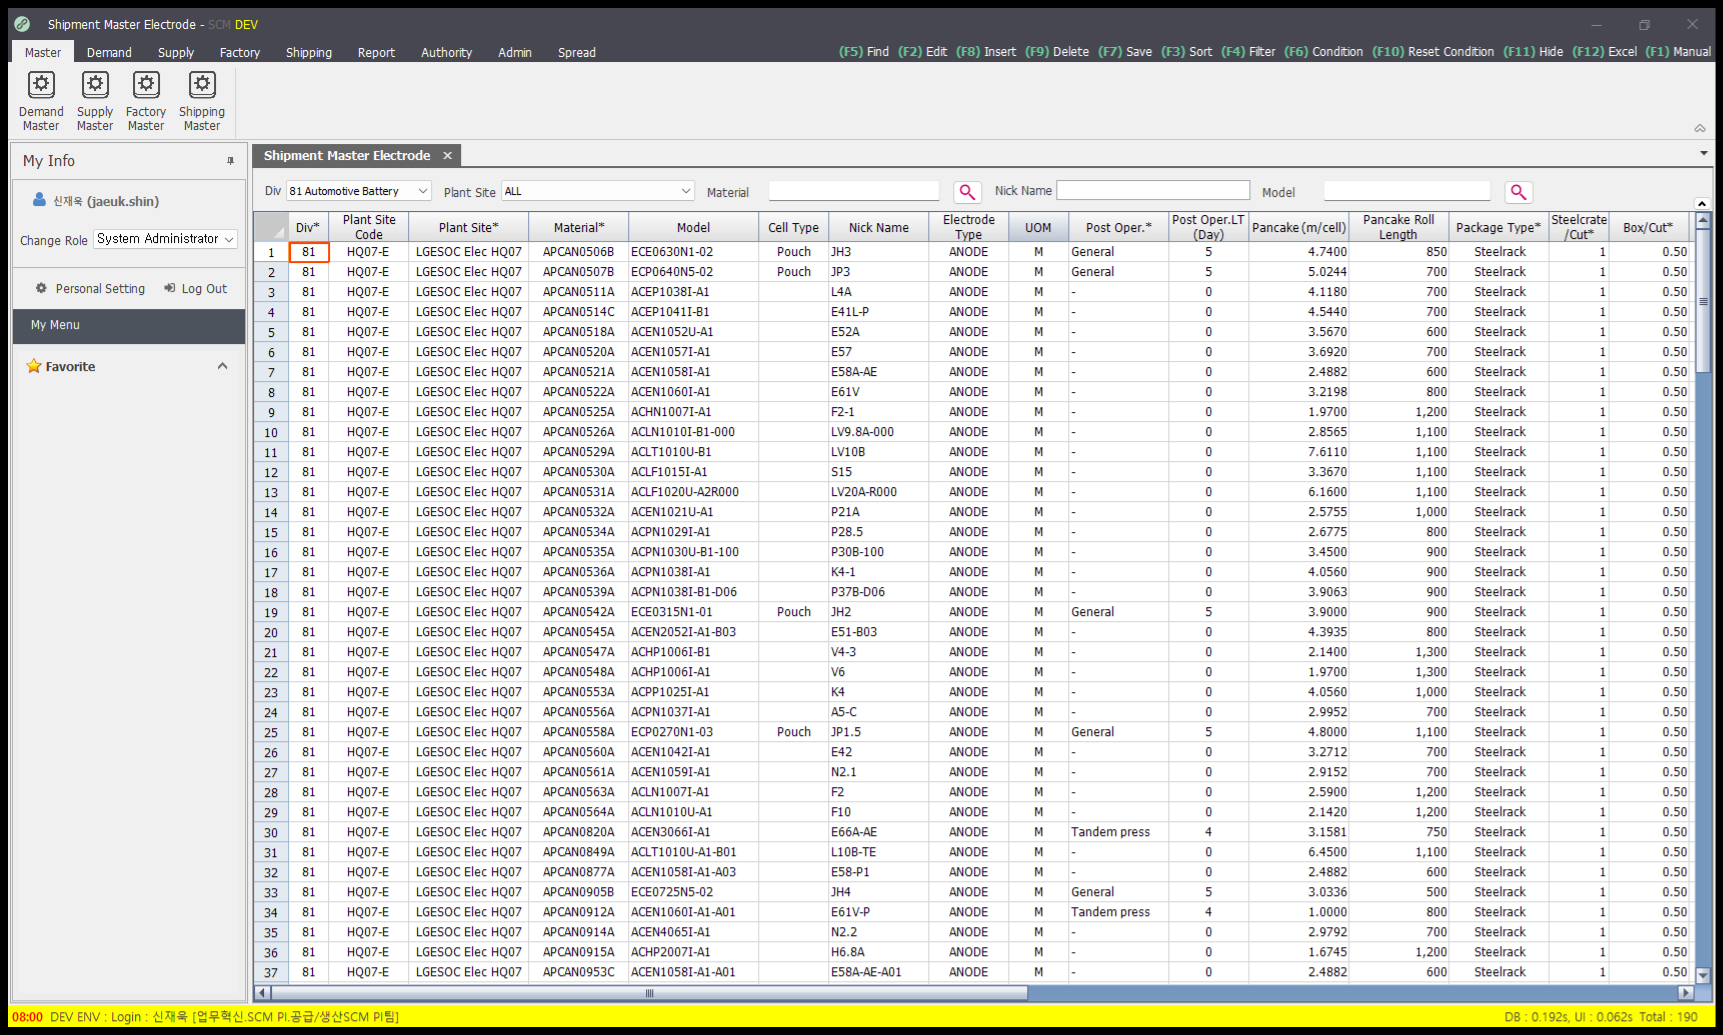 Shipment Master Electrode - SCM DEV
Master Demand Supply Factory Shipping Report Authority Admin Spread (F5) Find (F2) Edit (F8) Insert (F9) Delete (F7) Save (F3) Sort (F4) Filter (F6) Condition (F10) Reset Condition (F11) Hide (F12) Excel (F1) Manual
Demand Master Supply Master Factory Master Shipping Master
My Info
신재욱 (jaeuk.shin)
Change Role System Administrator
Personal Setting Log Out
My Menu
Favorite
Shipment Master Electrode
Div 81 Automotive Battery Plant Site ALL Material Nick Name Model
Div* Plant Site Code Plant Site* Material* Model Cell Type Nick Name Electrode Type UOM Post Oper.* Post Oper.LT (Day) Pancake (m/cell) Pancake Roll Length Package Type* Steelcrate /Cut* Box/Cut*
1 81 HQ07-E LGESOC Elec HQ07 APCAN0506B ECE0630N1-02 Pouch JH3 ANODE M General 5 4.7400 850 Steelrack 1 0.50
2 81 HQ07-E LGESOC Elec HQ07 APCAN0507B ECP0640N5-02 Pouch JP3 ANODE M General 5 5.0244 700 Steelrack 1 0.50
3 81 HQ07-E LGESOC Elec HQ07 APCAN0511A ACEP1038I-A1 L4A ANODE M - 0 4.1180 700 Steelrack 1 0.50
4 81 HQ07-E LGESOC Elec HQ07 APCAN0514C ACEP1041I-B1 E41L-P ANODE M - 0 4.5440 700 Steelrack 1 0.50
5 81 HQ07-E LGESOC Elec HQ07 APCAN0518A ACEN1052U-A1 E52A ANODE M - 0 3.5670 600 Steelrack 1 0.50
6 81 HQ07-E LGESOC Elec HQ07 APCAN0520A ACEN1057I-A1 E57 ANODE M - 0 3.6920 700 Steelrack 1 0.50
7 81 HQ07-E LGESOC Elec HQ07 APCAN0521A ACEN1058I-A1 E58A-AE ANODE M - 0 2.4882 600 Steelrack 1 0.50
8 81 HQ07-E LGESOC Elec HQ07 APCAN0522A ACEN1060I-A1 E61V ANODE M - 0 3.2198 800 Steelrack 1 0.50
9 81 HQ07-E LGESOC Elec HQ07 APCAN0525A ACHN1007I-A1 F2-1 ANODE M - 0 1.9700 1,200 Steelrack 1 0.50
10 81 HQ07-E LGESOC Elec HQ07 APCAN0526A ACLN1010I-B1-000 LV9.8A-000 ANODE M - 0 2.8565 1,100 Steelrack 1 0.50
11 81 HQ07-E LGESOC Elec HQ07 APCAN0529A ACLT1010U-B1 LV10B ANODE M - 0 7.6110 1,100 Steelrack 1 0.50
12 81 HQ07-E LGESOC Elec HQ07 APCAN0530A ACLF1015I-A1 S15 ANODE M - 0 3.3670 1,100 Steelrack 1 0.50
13 81 HQ07-E LGESOC Elec HQ07 APCAN0531A ACLF1020U-A2R000 LV20A-R000 ANODE M - 0 6.1600 1,100 Steelrack 1 0.50
14 81 HQ07-E LGESOC Elec HQ07 APCAN0532A ACEN1021U-A1 P21A ANODE M - 0 2.5755 1,000 Steelrack 1 0.50
15 81 HQ07-E LGESOC Elec HQ07 APCAN0534A ACPN1029I-A1 P28.5 ANODE M - 0 2.6775 800 Steelrack 1 0.50
16 81 HQ07-E LGESOC Elec HQ07 APCAN0535A ACPN1030U-B1-100 P30B-100 ANODE M - 0 3.4500 900 Steelrack 1 0.50
17 81 HQ07-E LGESOC Elec HQ07 APCAN0536A ACPN1038I-A1 K4-1 ANODE M - 0 4.0560 900 Steelrack 1 0.50
18 81 HQ07-E LGESOC Elec HQ07 APCAN0539A ACPN1038I-B1-D06 P37B-D06 ANODE M - 0 3.9063 900 Steelrack 1 0.50
19 81 HQ07-E LGESOC Elec HQ07 APCAN0542A ECE0315N1-01 Pouch JH2 ANODE M General 5 3.9000 900 Steelrack 1 0.50
20 81 HQ07-E LGESOC Elec HQ07 APCAN0545A ACEN2052I-A1-B03 E51-B03 ANODE M - 0 4.3935 800 Steelrack 1 0.50
21 81 HQ07-E LGESOC Elec HQ07 APCAN0547A ACHP1006I-B1 V4-3 ANODE M - 0 2.1400 1,300 Steelrack 1 0.50
22 81 HQ07-E LGESOC Elec HQ07 APCAN0548A ACHP1006I-A1 V6 ANODE M - 0 1.9700 1,300 Steelrack 1 0.50
23 81 HQ07-E LGESOC Elec HQ07 APCAN0553A ACPP1025I-A1 K4 ANODE M - 0 4.0560 1,000 Steelrack 1 0.50
24 81 HQ07-E LGESOC Elec HQ07 APCAN0556A ACPN1037I-A1 A5-C ANODE M - 0 2.9952 700 Steelrack 1 0.50
25 81 HQ07-E LGESOC Elec HQ07 APCAN0558A ECP0270N1-03 Pouch JP1.5 ANODE M General 5 4.8000 1,100 Steelrack 1 0.50
26 81 HQ07-E LGESOC Elec HQ07 APCAN0560A ACEN1042I-A1 E42 ANODE M - 0 3.2712 700 Steelrack 1 0.50
27 81 HQ07-E LGESOC Elec HQ07 APCAN0561A ACEN1059I-A1 N2.1 ANODE M - 0 2.9152 700 Steelrack 1 0.50
28 81 HQ07-E LGESOC Elec HQ07 APCAN0563A ACLN1007I-A1 F2 ANODE M - 0 2.5900 1,200 Steelrack 1 0.50
29 81 HQ07-E LGESOC Elec HQ07 APCAN0564A ACLN1010U-A1 F10 ANODE M - 0 2.1420 1,200 Steelrack 1 0.50
30 81 HQ07-E LGESOC Elec HQ07 APCAN0820A ACEN3066I-A1 E66A-AE ANODE M Tandem press 4 3.1581 750 Steelrack 1 0.50
31 81 HQ07-E LGESOC Elec HQ07 APCAN0849A ACLT1010U-A1-B01 L10B-TE ANODE M - 0 6.4500 1,100 Steelrack 1 0.50
32 81 HQ07-E LGESOC Elec HQ07 APCAN0877A ACEN1058I-A1-A03 E58-P1 ANODE M - 0 2.4882 600 Steelrack 1 0.50
33 81 HQ07-E LGESOC Elec HQ07 APCAN0905B ECE0725N5-02 JH4 ANODE M General 5 3.0336 500 Steelrack 1 0.50
34 81 HQ07-E LGESOC Elec HQ07 APCAN0912A ACEN1060I-A1-A01 E61V-P ANODE M Tandem press 4 1.0000 800 Steelrack 1 0.50
35 81 HQ07-E LGESOC Elec HQ07 APCAN0914A ACEN4065I-A1 N2.2 ANODE M - 0 2.9792 700 Steelrack 1 0.50
36 81 HQ07-E LGESOC Elec HQ07 APCAN0915A ACHP2007I-A1 H6.8A ANODE M - 0 1.6745 1,200 Steelrack 1 0.50
37 81 HQ07-E LGESOC Elec HQ07 APCAN0953C ACEN1058I-A1-A01 E58A-AE-A01 ANODE M - 0 2.4882 600 Steelrack 1 0.50
08:00 DEV ENV : Login : 신재욱 [업무혁신.SCM PI.공급/생산SCM PI팀] DB : 0.192s, UI : 0.062s Total : 190